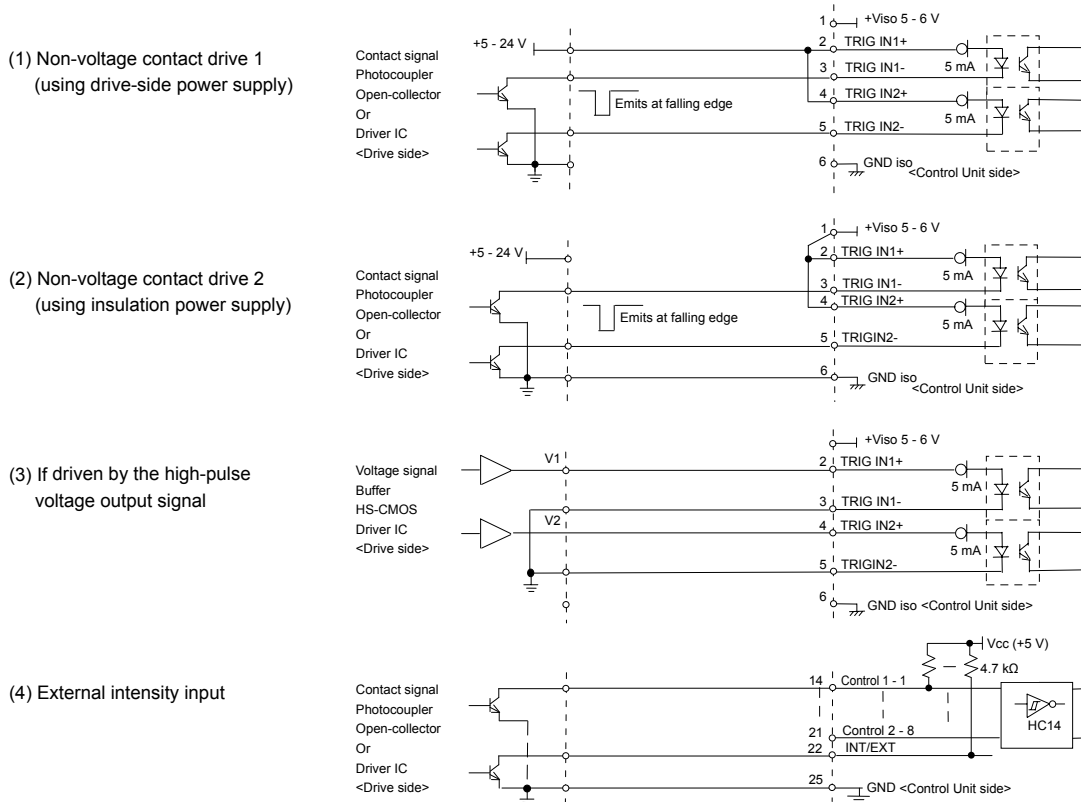 (1) Non-voltage contact drive 1
(using drive-side power supply)
Contact signal
Photocoupler
Open-collector
Or
Driver IC
<Drive side>
+5 - 24 V
Emits at falling edge
1
+Viso 5 - 6 V
2
TRIG IN1+
5 mA
3
TRIG IN1-
4
TRIG IN2+
5 mA
5
TRIG IN2-
6
GND iso
<Control Unit side>
(2) Non-voltage contact drive 2
(using insulation power supply)
Contact signal
Photocoupler
Open-collector
Or
Driver IC
<Drive side>
+5 - 24 V
Emits at falling edge
1
+Viso 5 - 6 V
2
TRIG IN1+
5 mA
3
TRIG IN1-
4
TRIG IN2+
5 mA
5
TRIGIN2-
6
GND iso
<Control Unit side>
(3) If driven by the high-pulse
voltage output signal
Voltage signal
Buffer
HS-CMOS
Driver IC
<Drive side>
V1
V2
+Viso 5 - 6 V
2
TRIG IN1+
5 mA
3
TRIG IN1-
4
TRIG IN2+
5 mA
5
TRIGIN2-
6
GND iso <Control Unit side>
(4) External intensity input
Contact signal
Photocoupler
Open-collector
Or
Driver IC
<Drive side>
Vcc (+5 V)
4.7 kΩ
14
Control 1 - 1
HC14
21
Control 2 - 8
22
INT/EXT
25
GND <Control Unit side>